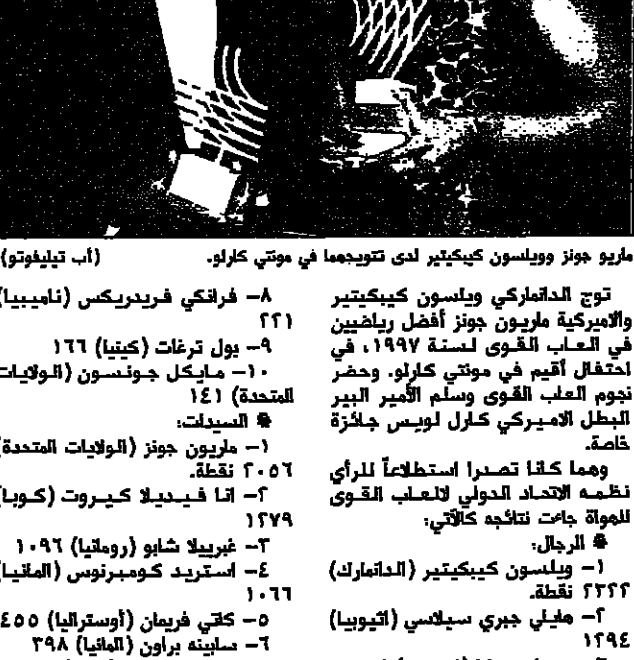 ماريو جونز وويلسون كيبكيتير لدى تتويجهما في مونتي كارلو. (أب تيليفوتو)
توج الدانماركي ويلسون كيبكيتير
والاميركية ماريون جونز أفضل رياضيين
في العاب القوى لسنة ١٩٩٧، في
احتفال أقيم في مونتي كارلو. وحضر
نجوم العاب القوى وسلم الأمير البير
البطل الاميركي كارل لويس جائزة
خاصة.
وهما كانا تصدرا استطلاعاً للرأي
نظمه الاتحاد الدولي لالعاب القوى
للهواة جاءت نتائجه كالآتي:
الرجال:
١- ويلسون كيبكيتير (الدانمارك)
٢٣٢٢ نقطة.
٢- هايلي جبري سيلاسي (اثيوبيا)
١٢٩٤
٨- فرانكي فريدريكس (ناميبيا)
٢٢١
٩- بول ترغات (كينيا) ١٦٦
١٠- مايكل جونسون (الولايات
المتحدة) ١٤١
السيدات:
١- ماريون جونز (الولايات المتحدة)
٢٠٥٦ نقطة.
٢- انا فيديلا كيروت (كوبا)
١٢٧٩
٣- غبرييلا شابو (رومانيا) ١٠٩٦
٤- استريد كومبرنوس (المانيا)
١٠٦٦
٥- كاتي فريمان (أوستراليا) ٤٥٥
٦- سابينه براون (المانيا) ٣٩٨